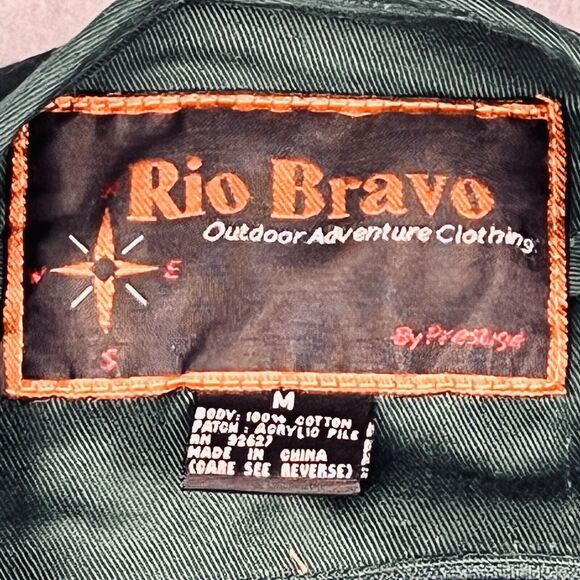 Rio Bravo
Outdoor Adventure Clothing
N
W E
S
By Prestige
M
BODY: 100% COTTON
PATCH: ACRYLIC PILE
RN 92627
MADE IN CHINA
(CARE SEE REVERSE)